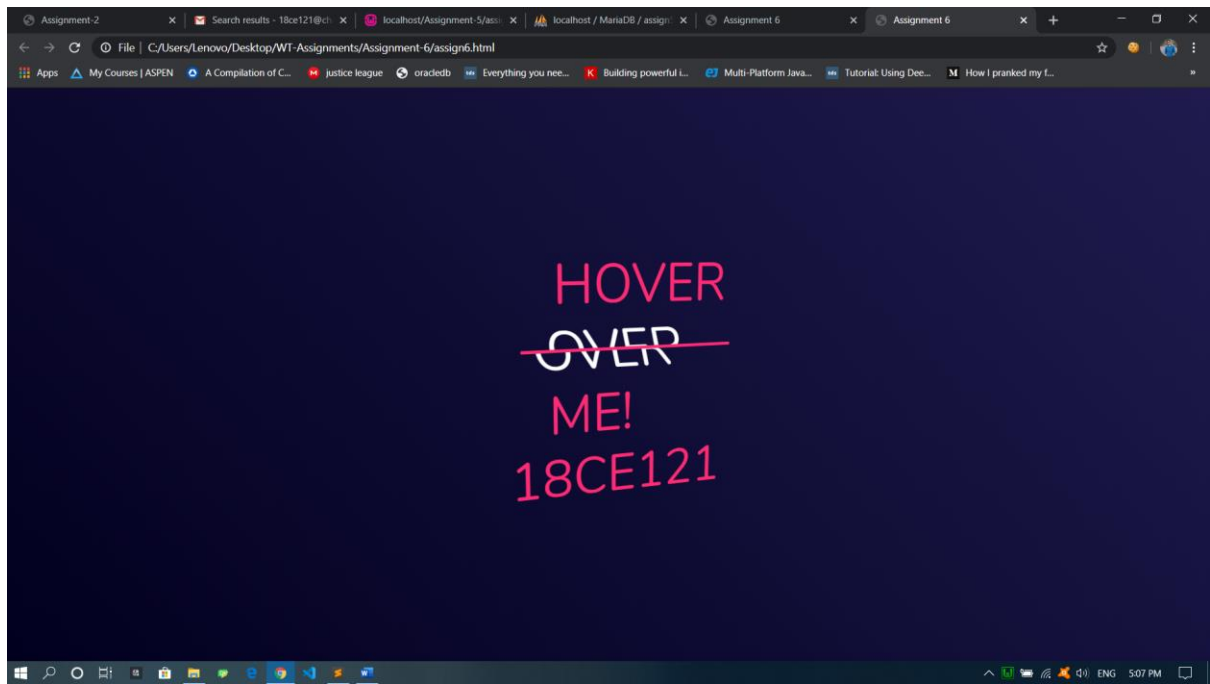 Assignment-2
Search results - 18ce121@ch
localhost/Assignment-5/assi
localhost / MariaDB / assign
Assignment 6
Assignment 6
File | C:/Users/Lenovo/Desktop/WT-Assignments/Assignment-6/assign6.html
Apps
My Courses | ASPEN
A Compilation of C...
justice league
oracledb
Everything you nee...
Building powerful i...
Multi-Platform Java...
Tutorial: Using Dee...
How I pranked my f...
HOVER
OVER
ME!
18CE121
ENG
5:07 PM